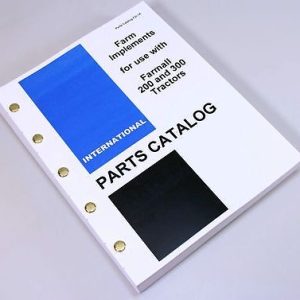 Farm
Implements
for use with
Farmall
200 and 300
Tractors
INTERNATIONAL
PARTS CATALOG